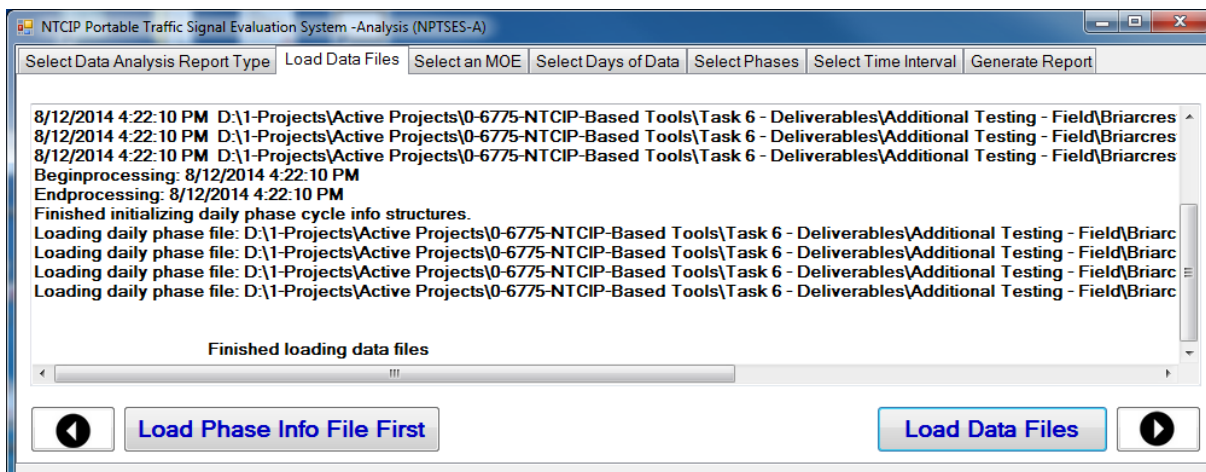 NTCIP Portable Traffic Signal Evaluation System -Analysis (NPTSES-A)
Select Data Analysis Report Type Load Data Files Select an MOE Select Days of Data Select Phases Select Time Interval Generate Report
8/12/2014 4:22:10 PM D:\1-Projects\Active Projects\0-6775-NTCIP-Based Tools\Task 6 - Deliverables\Additional Testing - Field\Briarcres
8/12/2014 4:22:10 PM D:\1-Projects\Active Projects\0-6775-NTCIP-Based Tools\Task 6 - Deliverables\Additional Testing - Field\Briarcres
8/12/2014 4:22:10 PM D:\1-Projects\Active Projects\0-6775-NTCIP-Based Tools\Task 6 - Deliverables\Additional Testing - Field\Briarcres
Beginprocessing: 8/12/2014 4:22:10 PM
Endprocessing: 8/12/2014 4:22:10 PM
Finished initializing daily phase cycle info structures.
Loading daily phase file: D:\1-Projects\Active Projects\0-6775-NTCIP-Based Tools\Task 6 - Deliverables\Additional Testing - Field\Briarc
Loading daily phase file: D:\1-Projects\Active Projects\0-6775-NTCIP-Based Tools\Task 6 - Deliverables\Additional Testing - Field\Briarc
Loading daily phase file: D:\1-Projects\Active Projects\0-6775-NTCIP-Based Tools\Task 6 - Deliverables\Additional Testing - Field\Briarc
Loading daily phase file: D:\1-Projects\Active Projects\0-6775-NTCIP-Based Tools\Task 6 - Deliverables\Additional Testing - Field\Briarc
Finished loading data files
Load Phase Info File First Load Data Files